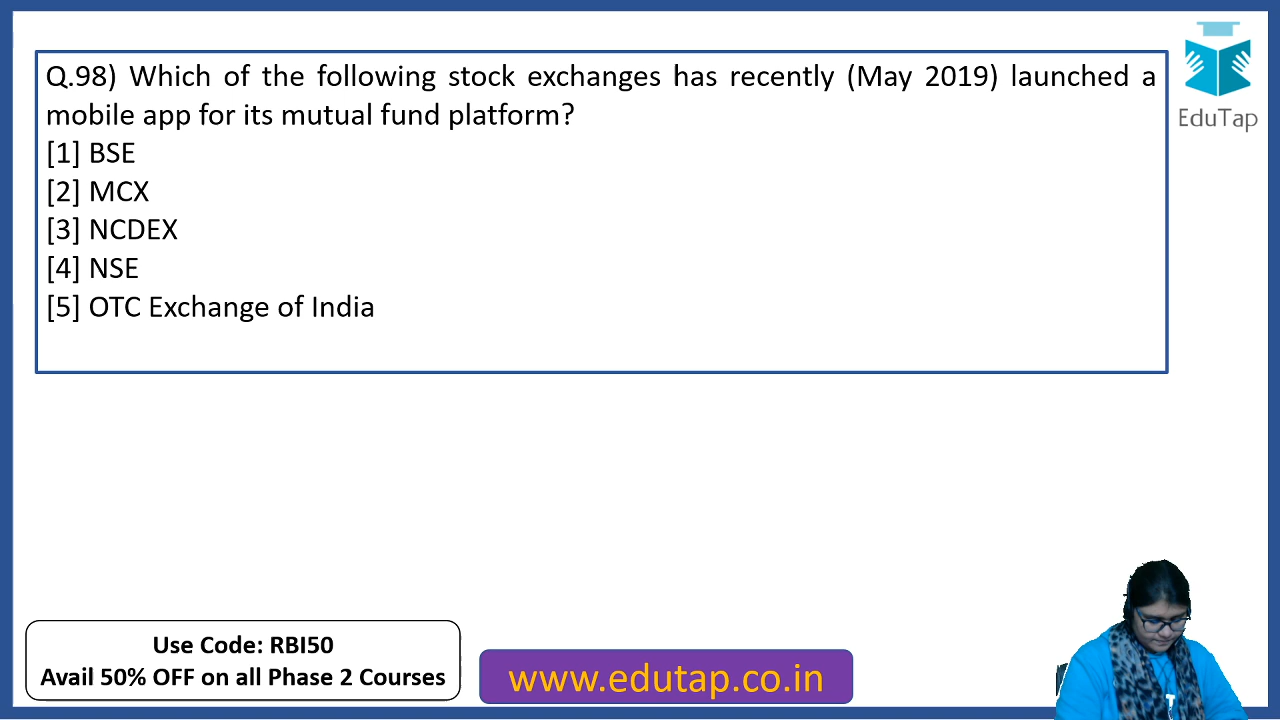 Q.98) Which of the following stock exchanges has recently (May 2019) launched a
mobile app for its mutual fund platform?
[1] BSE
[2] MCX
[3] NCDEX
[4] NSE
[5] OTC Exchange of India
EduTap
Use Code: RBI50
Avail 50% OFF on all Phase 2 Courses
www.edutap.co.in